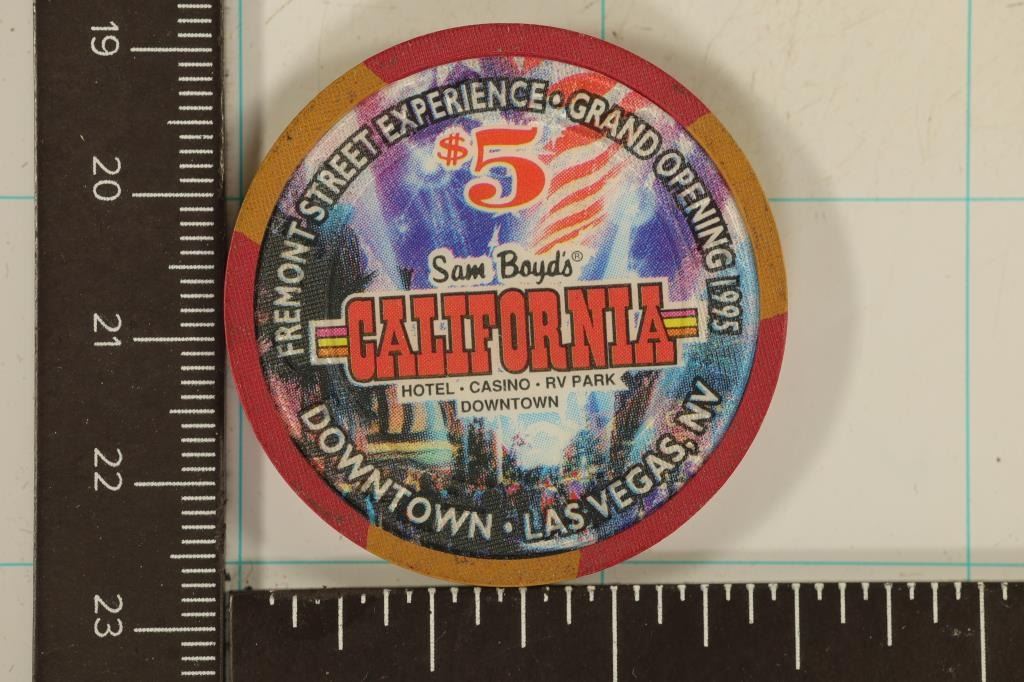 FREMONT STREET EXPERIENCE • GRAND OPENING 1995
$5
Sam Boyd's®
CALIFORNIA
HOTEL • CASINO • RV PARK
DOWNTOWN
DOWNTOWN • LAS VEGAS, NV
19
20
21
22
23